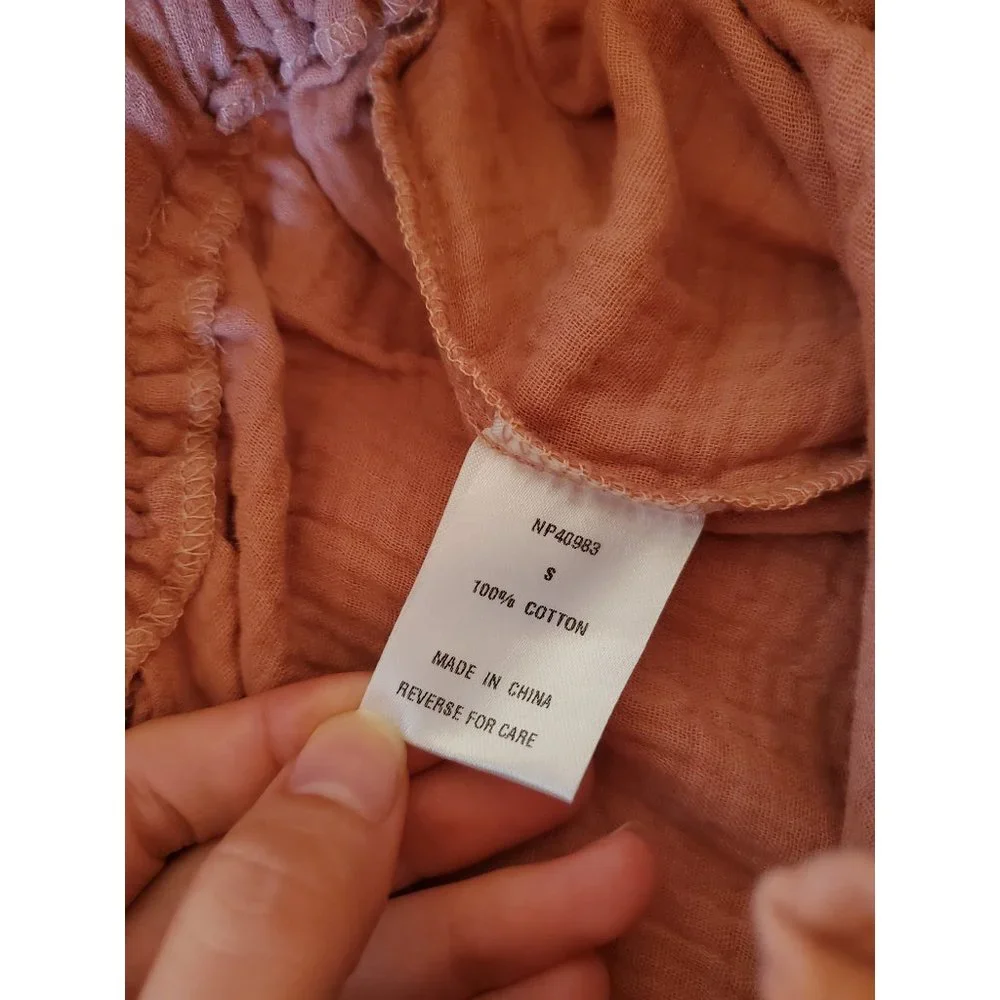 NP40983
S
100% COTTON
MADE IN CHINA
REVERSE FOR CARE